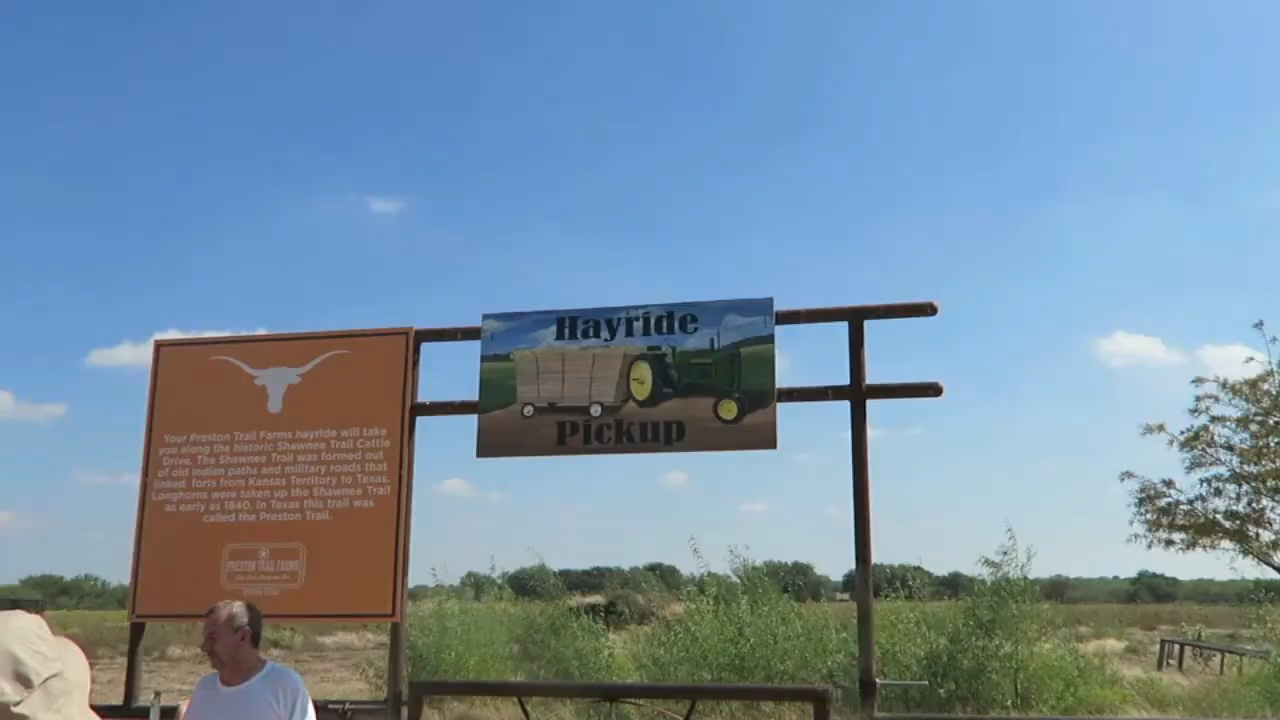 Hayride
Pickup
Your Preston Trail Farms hayride will take
you along the historic Shawnee Trail Cattle
Drive. The Shawnee Trail was formed out
of old Indian paths and military roads that
linked forts from Kansas Territory to Texas.
Longhorns were taken up the Shawnee Trail
as early as 1840. In Texas this trail was
called the Preston Trail.
PRESTON TRAIL FARMS